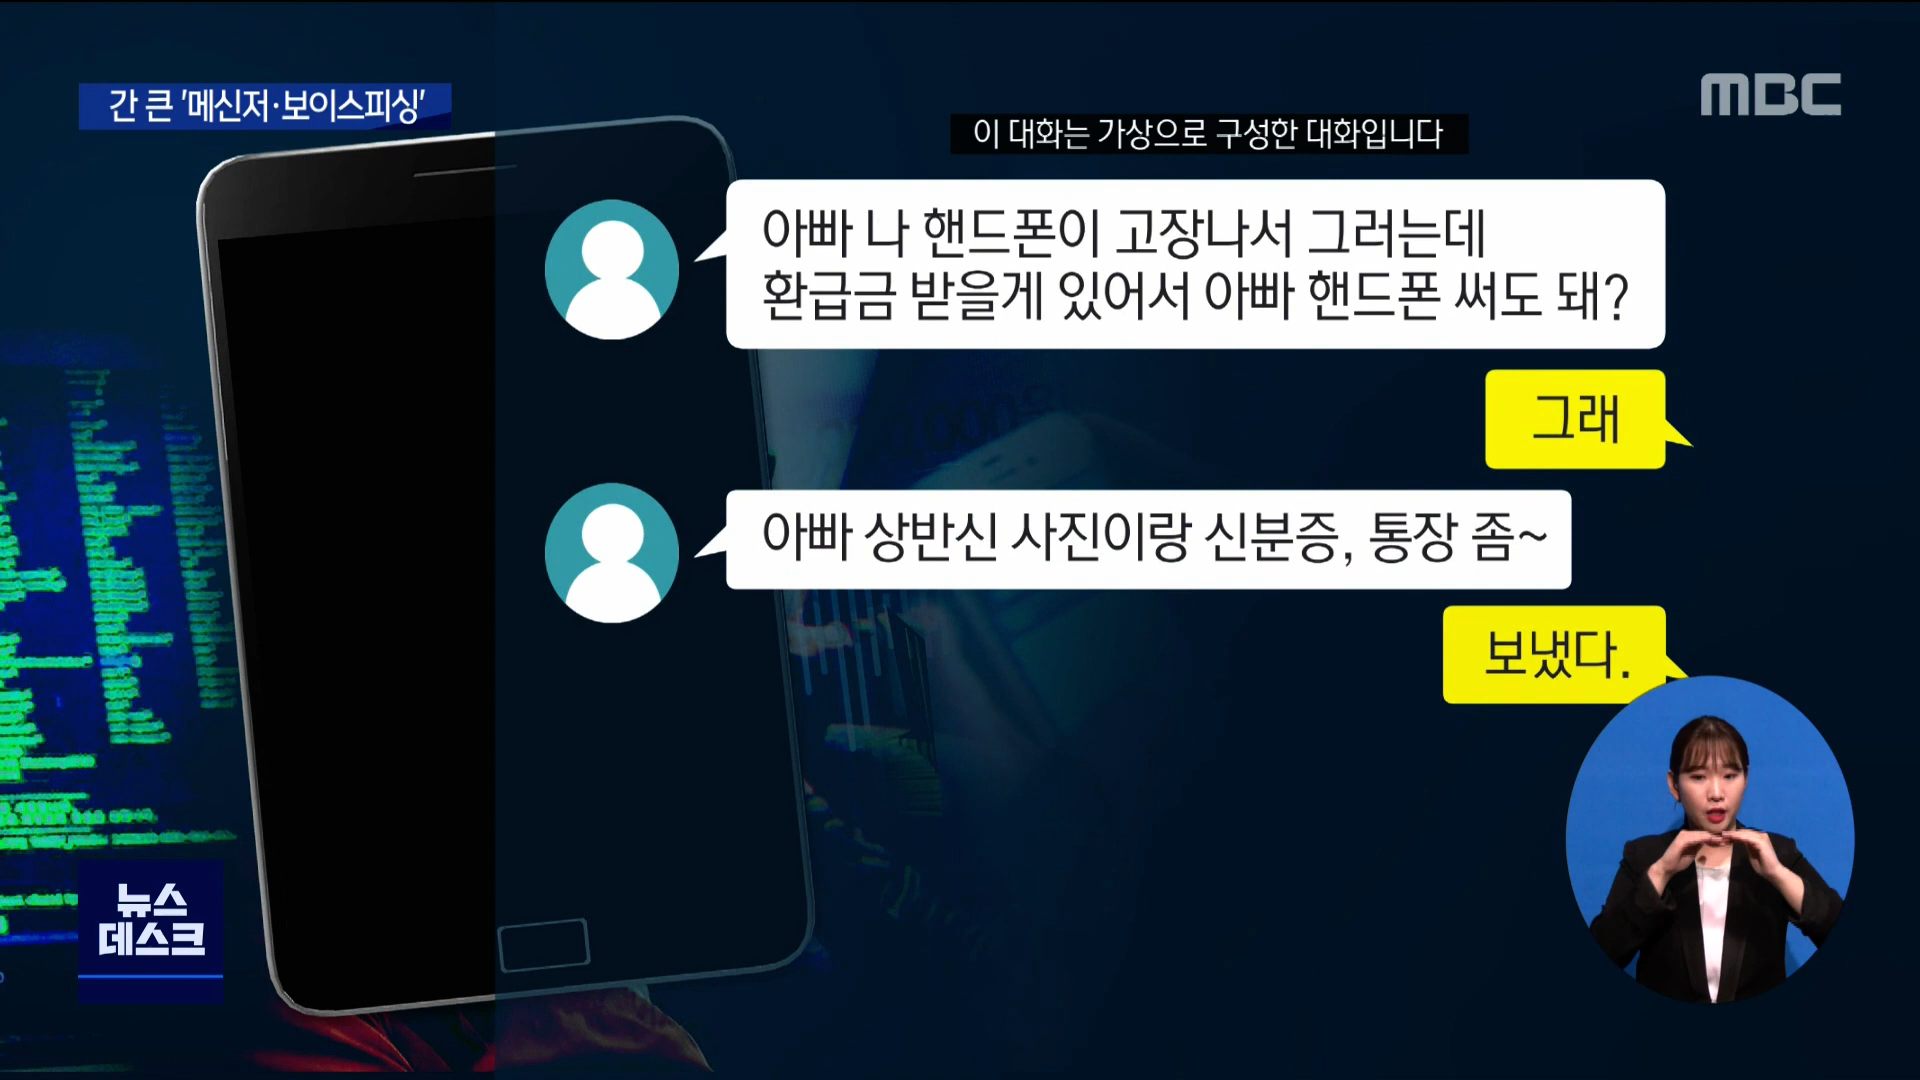 간 큰 '메신저·보이스피싱'
MBC
이 대화는 가상으로 구성한 대화입니다
아빠 나 핸드폰이 고장나서 그러는데
환급금 받을게 있어서 아빠 핸드폰 써도 돼?
그래
아빠 상반신 사진이랑 신분증, 통장 좀~
보냈다.
뉴스
데스크